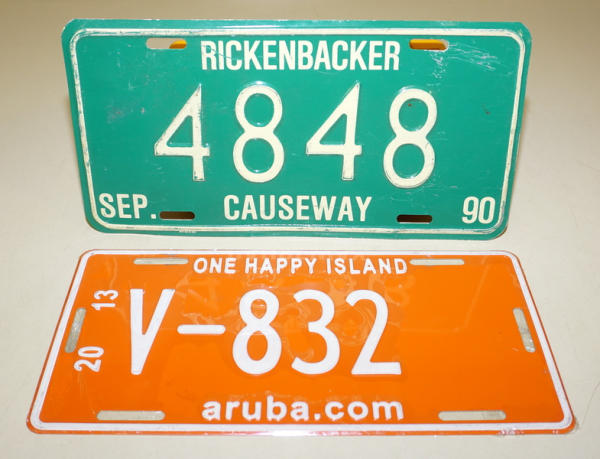 RICKENBACKER
4848
SEP. CAUSEWAY 90
ONE HAPPY ISLAND
20 13 V-832
aruba.com